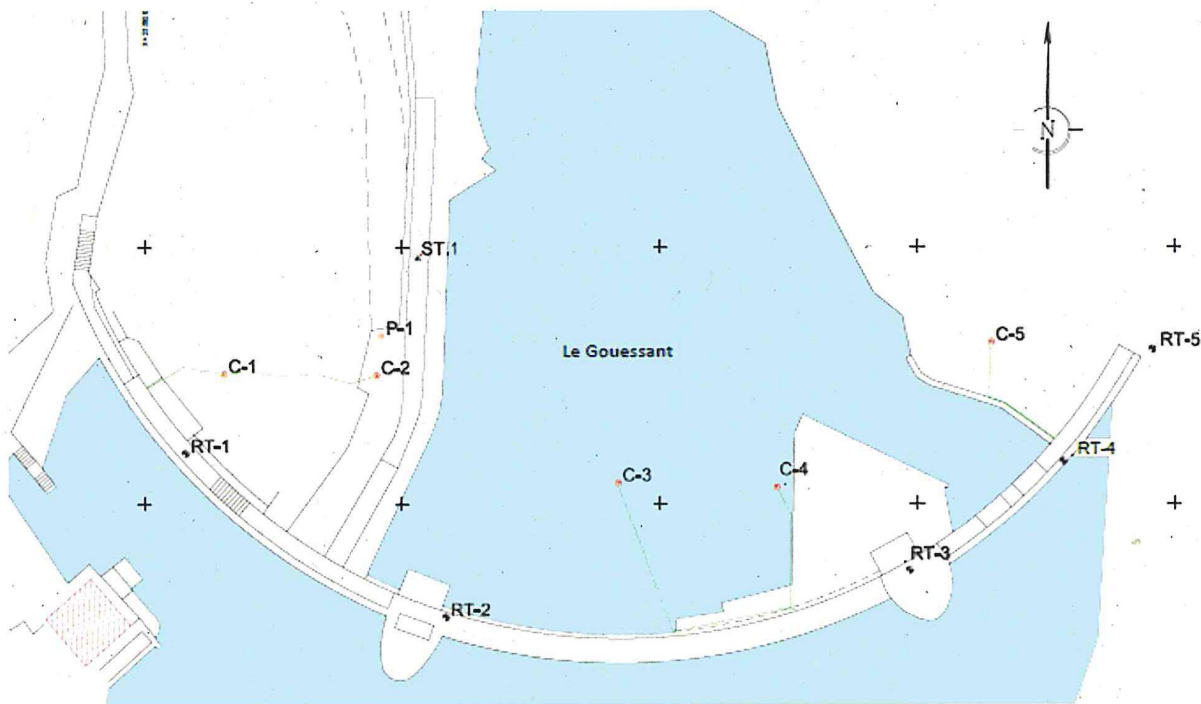 N
ST.1
P-1
Le Gouessant
C-5
RT-5
C-1
C-2
RT-1
RT-4
C-3
C-4
RT-3
RT-2